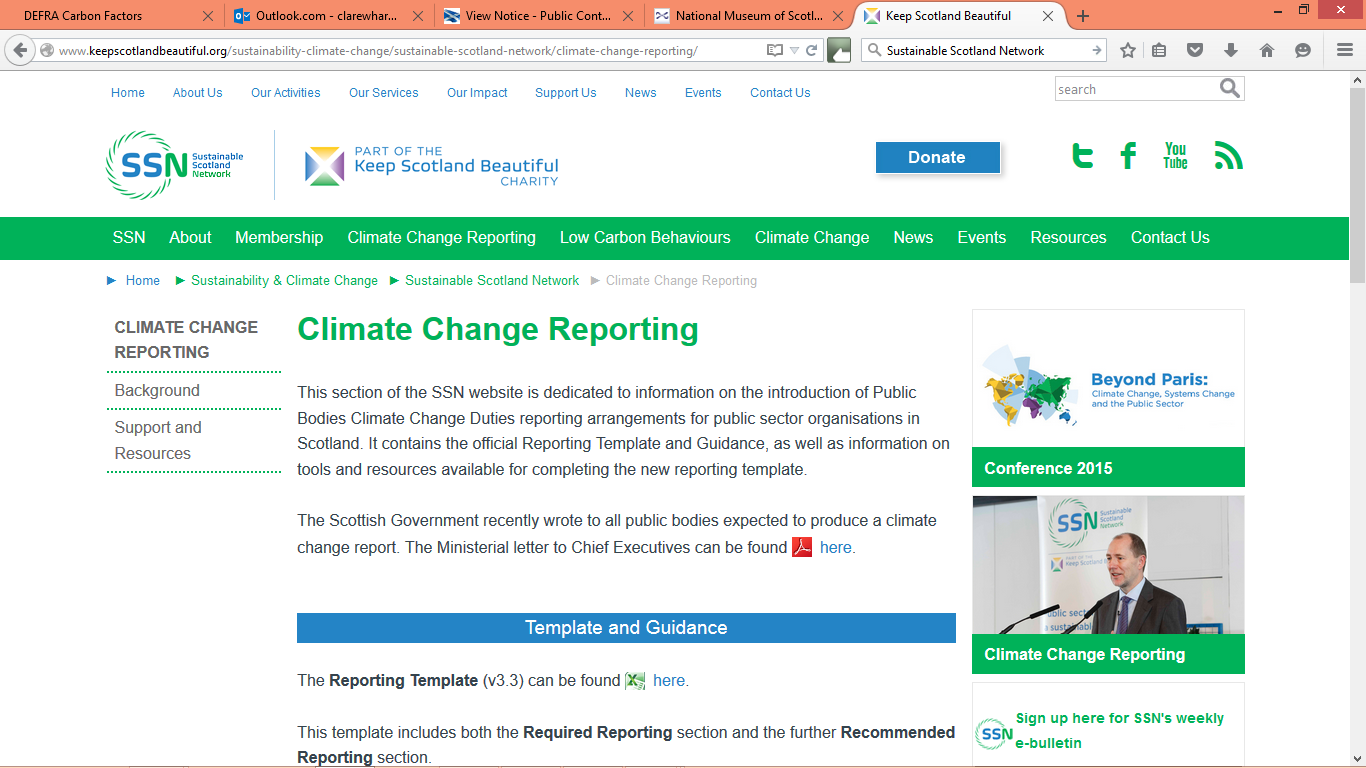 DEFRA Carbon Factors
Outlook.com - clarewhar...
View Notice - Public Cont...
National Museum of Scotl...
Keep Scotland Beautiful
www.keepscotlandbeautiful.org/sustainability-climate-change/sustainable-scotland-network/climate-change-reporting/
Sustainable Scotland Network
Home About Us Our Activities Our Services Our Impact Support Us News Events Contact Us
search
SSN Sustainable
Scotland
Network
PART OF THE
Keep Scotland Beautiful
CHARITY
Donate
You
Tube
SSN About Membership Climate Change Reporting Low Carbon Behaviours Climate Change News Events Resources Contact Us
Home Sustainability & Climate Change Sustainable Scotland Network Climate Change Reporting
CLIMATE CHANGE
REPORTING
Background
Support and
Resources
Climate Change Reporting
This section of the SSN website is dedicated to information on the introduction of Public
Bodies Climate Change Duties reporting arrangements for public sector organisations in
Scotland. It contains the official Reporting Template and Guidance, as well as information on
tools and resources available for completing the new reporting template.
The Scottish Government recently wrote to all public bodies expected to produce a climate
change report. The Ministerial letter to Chief Executives can be found here.
Template and Guidance
The Reporting Template (v3.3) can be found here.
This template includes both the Required Reporting section and the further Recommended
Reporting section.
Beyond Paris:
Climate Change, Systems Change
and the Public Sector
Conference 2015
SSN Sustainable
Scotland
Network
PART OF THE
Keep Scotland
Climate Change Reporting
SSN
Sign up here for SSN's weekly
e-bulletin